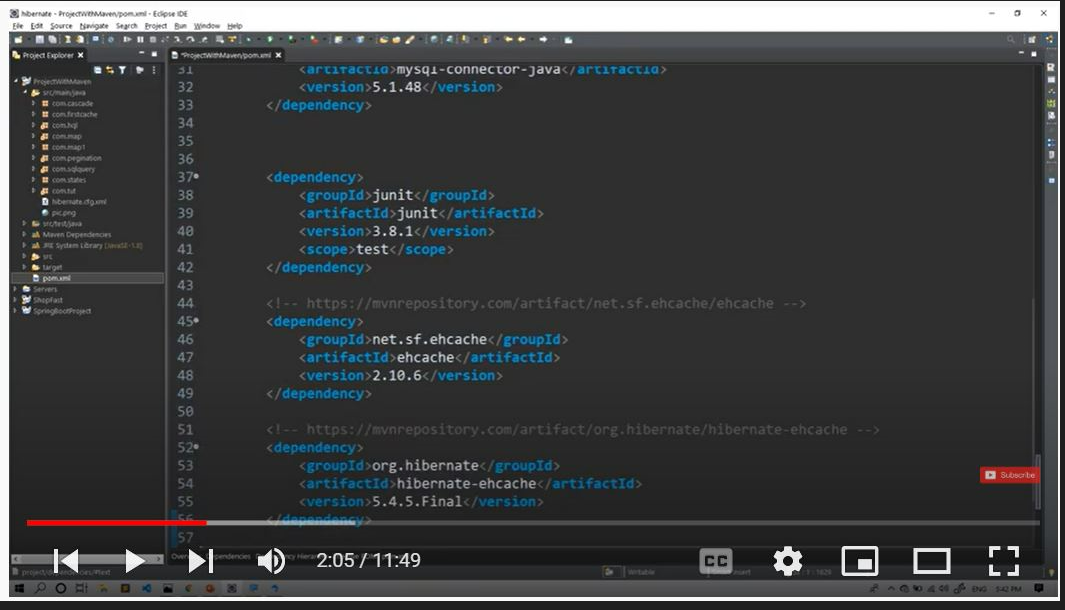 hibernate - ProjectWithMaven/pom.xml - Eclipse IDE
File Edit Source Navigate Search Project Run Window Help
Project Explorer
*ProjectWithMaven/pom.xml
ProjectWithMaven
src/main/java
com.cascade
com.firstcache
com.hql
com.map
com.map1
com.pegination
com.sqlquery
com.states
com.tut
hibernate.cfg.xml
pic.png
src/test/java
Maven Dependencies
JRE System Library [JavaSE-1.8]
src
target
pom.xml
Servers
ShopFast
SpringBootProject
31 <artifactId>mysql-connector-java</artifactId>
32 <version>5.1.48</version>
33 </dependency>
34
35
36
37 <dependency>
38 <groupId>junit</groupId>
39 <artifactId>junit</artifactId>
40 <version>3.8.1</version>
41 <scope>test</scope>
42 </dependency>
43
44 <!-- https://mvnrepository.com/artifact/net.sf.ehcache/ehcache -->
45 <dependency>
46 <groupId>net.sf.ehcache</groupId>
47 <artifactId>ehcache</artifactId>
48 <version>2.10.6</version>
49 </dependency>
50
51 <!-- https://mvnrepository.com/artifact/org.hibernate/hibernate-ehcache -->
52 <dependency>
53 <groupId>org.hibernate</groupId>
54 <artifactId>hibernate-ehcache</artifactId>
55 <version>5.4.5.Final</version>
56 </dependency>
57
Subscribe
2:05 / 11:49
CC
Writable
ENG 5:42 PM